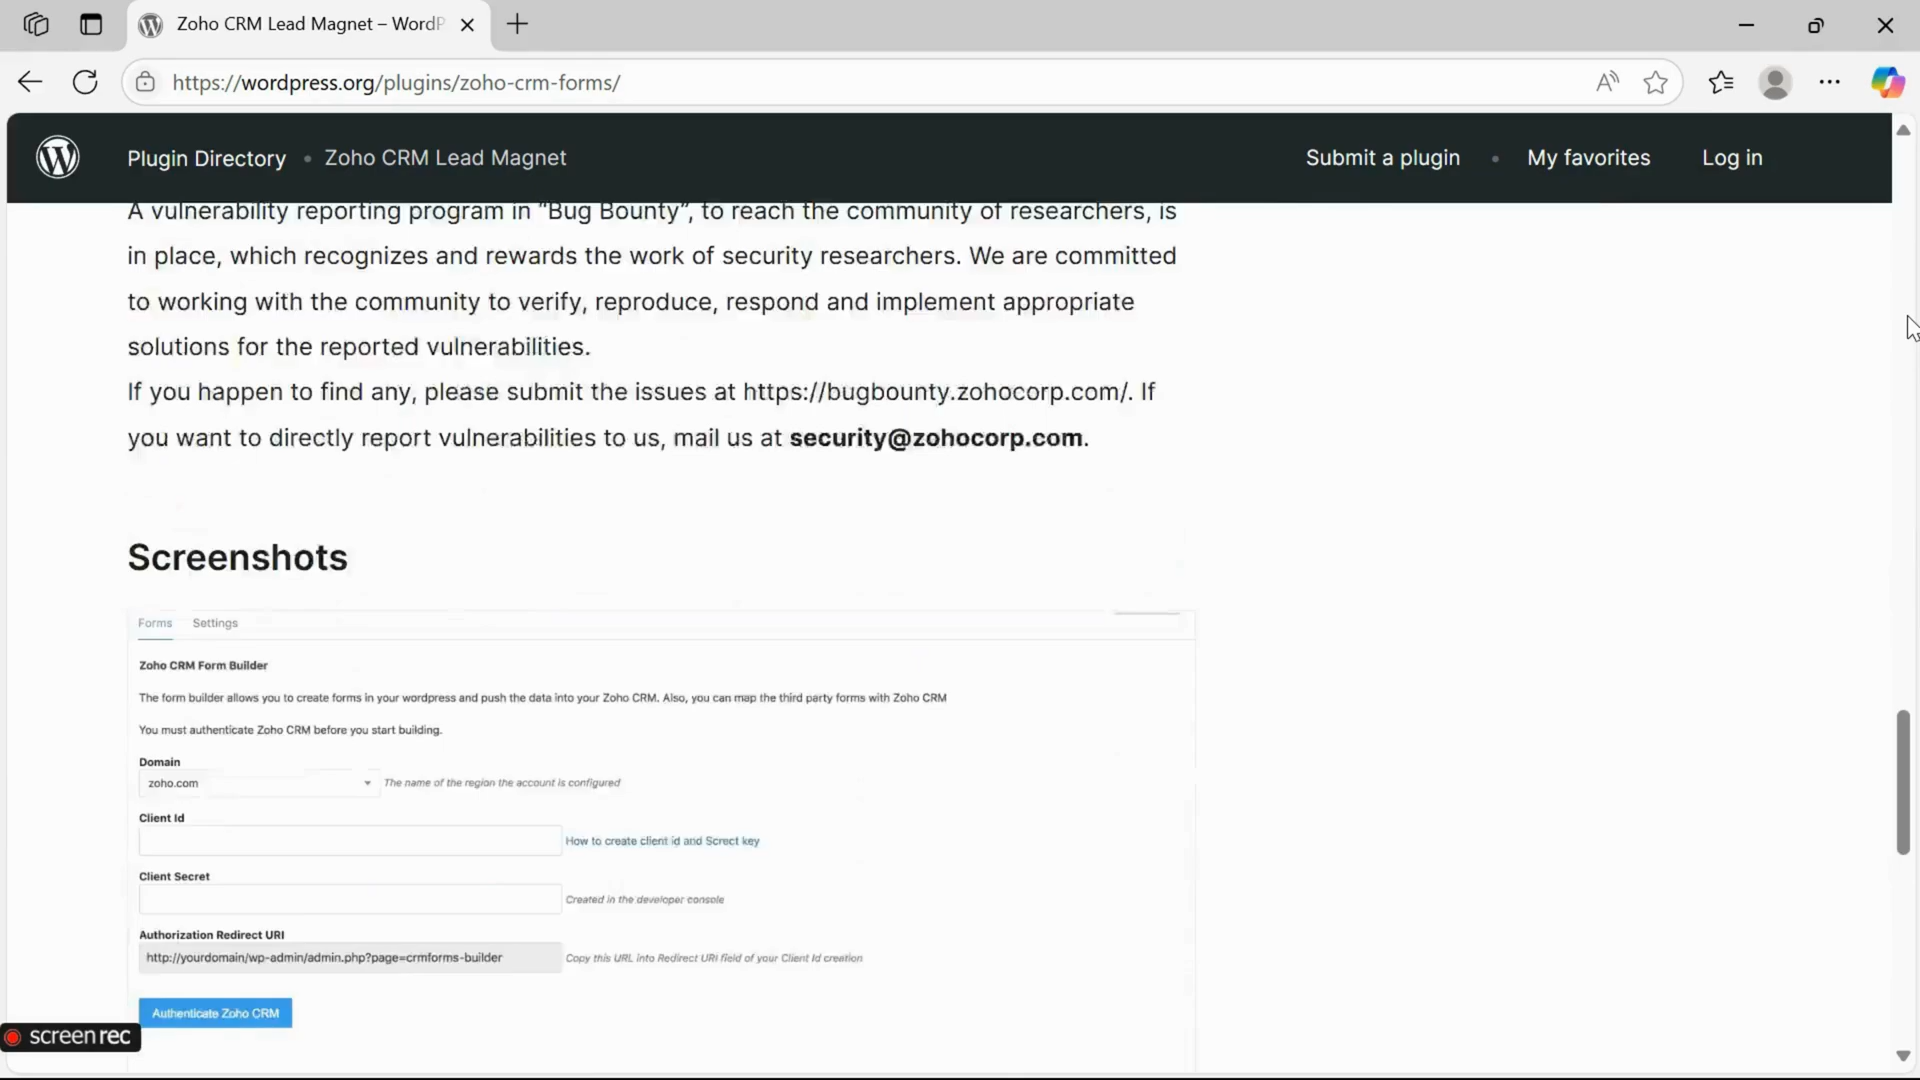 Zoho CRM Lead Magnet – WordP
https://wordpress.org/plugins/zoho-crm-forms/
Plugin Directory • Zoho CRM Lead Magnet
Submit a plugin • My favorites Log in
A vulnerability reporting program in “Bug Bounty”, to reach the community of researchers, is
in place, which recognizes and rewards the work of security researchers. We are committed
to working with the community to verify, reproduce, respond and implement appropriate
solutions for the reported vulnerabilities.
If you happen to find any, please submit the issues at https://bugbounty.zohocorp.com/. If
you want to directly report vulnerabilities to us, mail us at security@zohocorp.com.
Screenshots
Forms Settings
Zoho CRM Form Builder
The form builder allows you to create forms in your wordpress and push the data into your Zoho CRM. Also, you can map the third party forms with Zoho CRM
You must authenticate Zoho CRM before you start building.
Domain
zoho.com The name of the region the account is configured
Client Id
How to create client id and Screct key
Client Secret
Created in the developer console
Authorization Redirect URI
http://yourdomain/wp-admin/admin.php?page=crmforms-builder Copy this URL into Redirect URI field of your Client Id creation
Authenticate Zoho CRM
screenrec